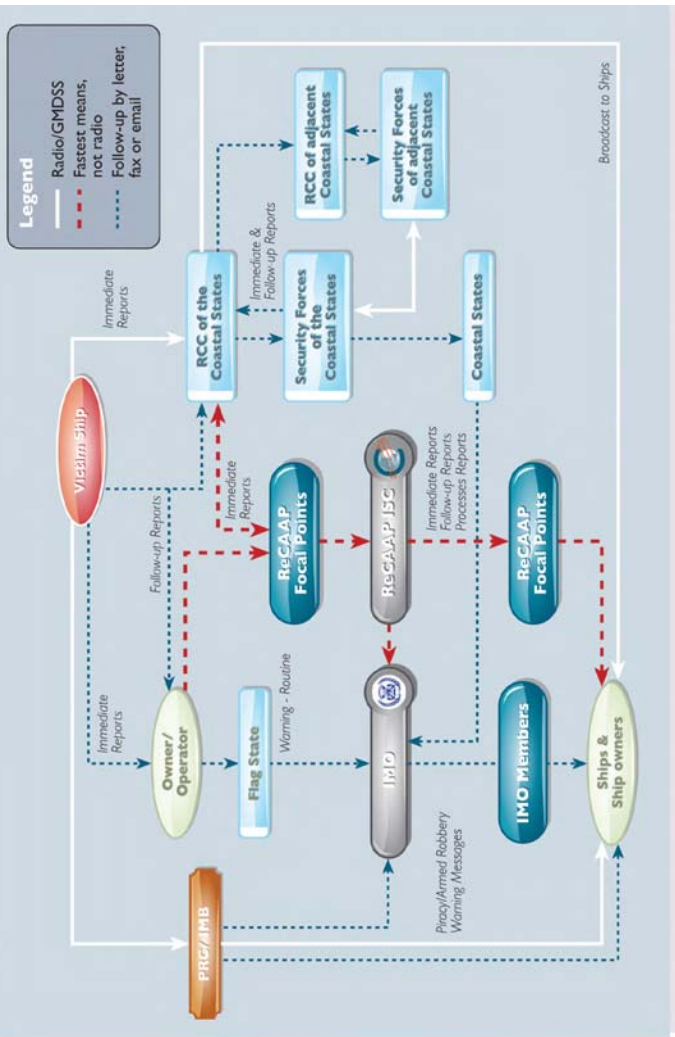 Legend
Radio/GMDSS
Fastest means,
not radio
Follow-up by letter,
fax or email
Victim Ship
Immediate
Reports
Immediate
Reports
Follow-up Reports
PRG/IMB
Owner/
Operator
Flag State
Warning - Routine
IMO
Piracy/Armed Robbery
Warning Messages
IMO Members
Ships &
Ship owners
Immediate
Reports
ReCAAP
Focal Points
ReCAAP ISC
Immediate Reports
Follow-up Reports
Processes Reports
ReCAAP
Focal Points
RCC of the
Coastal States
Immediate &
Follow-up Reports
Security Forces
of the
Coastal States
Coastal States
RCC of adjacent
Coastal States
Security Forces
of adjacent
Coastal States
Broadcast to Ships